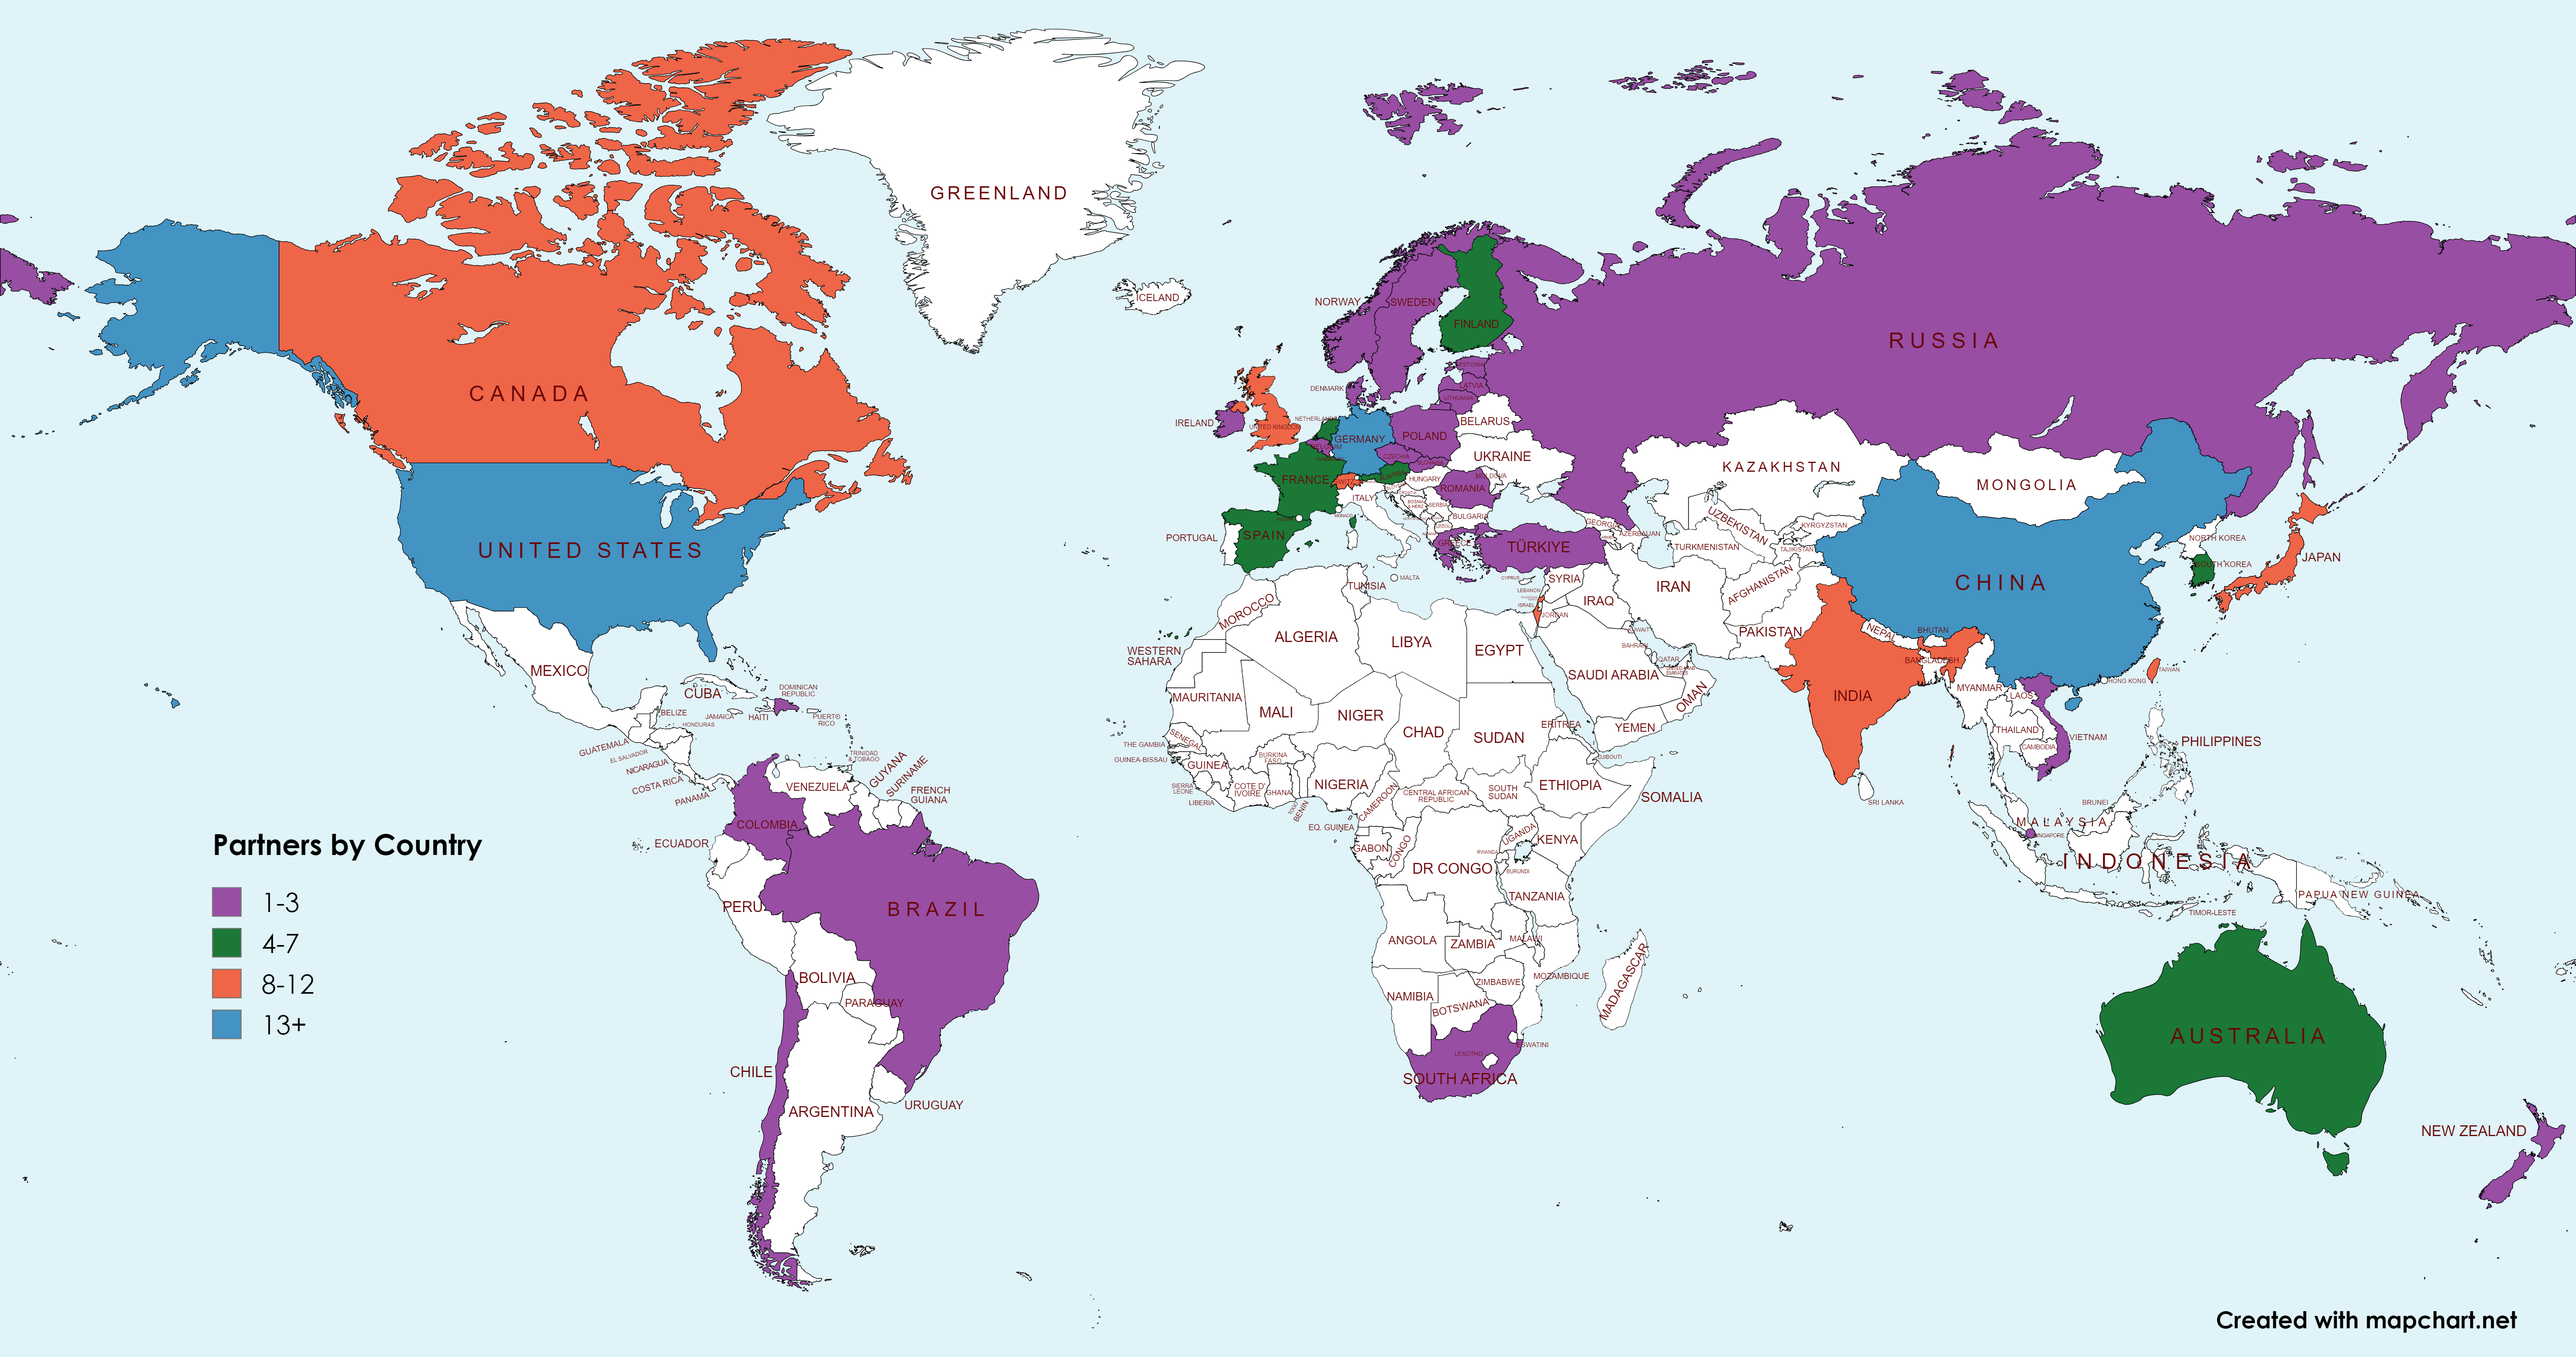 GREENLAND
ICELAND
CANADA
UNITED STATES
MEXICO
CUBA
DOMINICAN
REPUBLIC
HAITI
JAMAICA
PUERTO
RICO
BELIZE
HONDURAS
GUATEMALA
EL SALVADOR
NICARAGUA
COSTA RICA
PANAMA
TRINIDAD
& TOBAGO
VENEZUELA
GUYANA
SURINAME
FRENCH
GUIANA
COLOMBIA
ECUADOR
PERU
BRAZIL
BOLIVIA
PARAGUAY
CHILE
ARGENTINA
URUGUAY
NORWAY
SWEDEN
FINLAND
RUSSIA
ESTONIA
LATVIA
LITHUANIA
DENMARK
IRELAND
UNITED KINGDOM
NETHERLANDS
BELGIUM
GERMANY
POLAND
BELARUS
UKRAINE
CZECHIA
FRANCE
HUNGARY
MOLDOVA
ROMANIA
ITALY
MONACO
SERBIA
BOSNIA
& HERZ.
BULGARIA
PORTUGAL
SPAIN
GREECE
TÜRKIYE
MALTA
CYPRUS
GEORGIA
AZERBAIJAN
KAZAKHSTAN
UZBEKISTAN
TURKMENISTAN
KYRGYZSTAN
TAJIKISTAN
MONGOLIA
CHINA
NORTH KOREA
SOUTH KOREA
JAPAN
TAIWAN
HONG KONG
SYRIA
LEBANON
ISRAEL
JORDAN
IRAQ
IRAN
KUWAIT
BAHRAIN
QATAR
UNITED ARAB
EMIRATES
SAUDI ARABIA
OMAN
YEMEN
AFGHANISTAN
PAKISTAN
NEPAL
BHUTAN
BANGLADESH
INDIA
SRI LANKA
MYANMAR
LAOS
THAILAND
CAMBODIA
VIETNAM
PHILIPPINES
BRUNEI
MALAYSIA
SINGAPORE
INDONESIA
TIMOR-LESTE
PAPUA NEW GUINEA
AUSTRALIA
NEW ZEALAND
MOROCCO
TUNISIA
ALGERIA
LIBYA
EGYPT
WESTERN
SAHARA
MAURITANIA
MALI
NIGER
CHAD
SUDAN
ERITREA
DJIBOUTI
SENEGAL
THE GAMBIA
GUINEA-BISSAU
GUINEA
SIERRA
LEONE
LIBERIA
COTE D'
IVOIRE
BURKINA
FASO
GHANA
TOGO
BENIN
NIGERIA
CAMEROON
CENTRAL AFRICAN
REPUBLIC
SOUTH
SUDAN
ETHIOPIA
SOMALIA
EQ. GUINEA
GABON
CONGO
DR CONGO
UGANDA
KENYA
RWANDA
BURUNDI
TANZANIA
ANGOLA
ZAMBIA
MALAWI
MOZAMBIQUE
ZIMBABWE
NAMIBIA
BOTSWANA
MADAGASCAR
ESWATINI
LESOTHO
SOUTH AFRICA
Partners by Country
1-3
4-7
8-12
13+
Created with mapchart.net